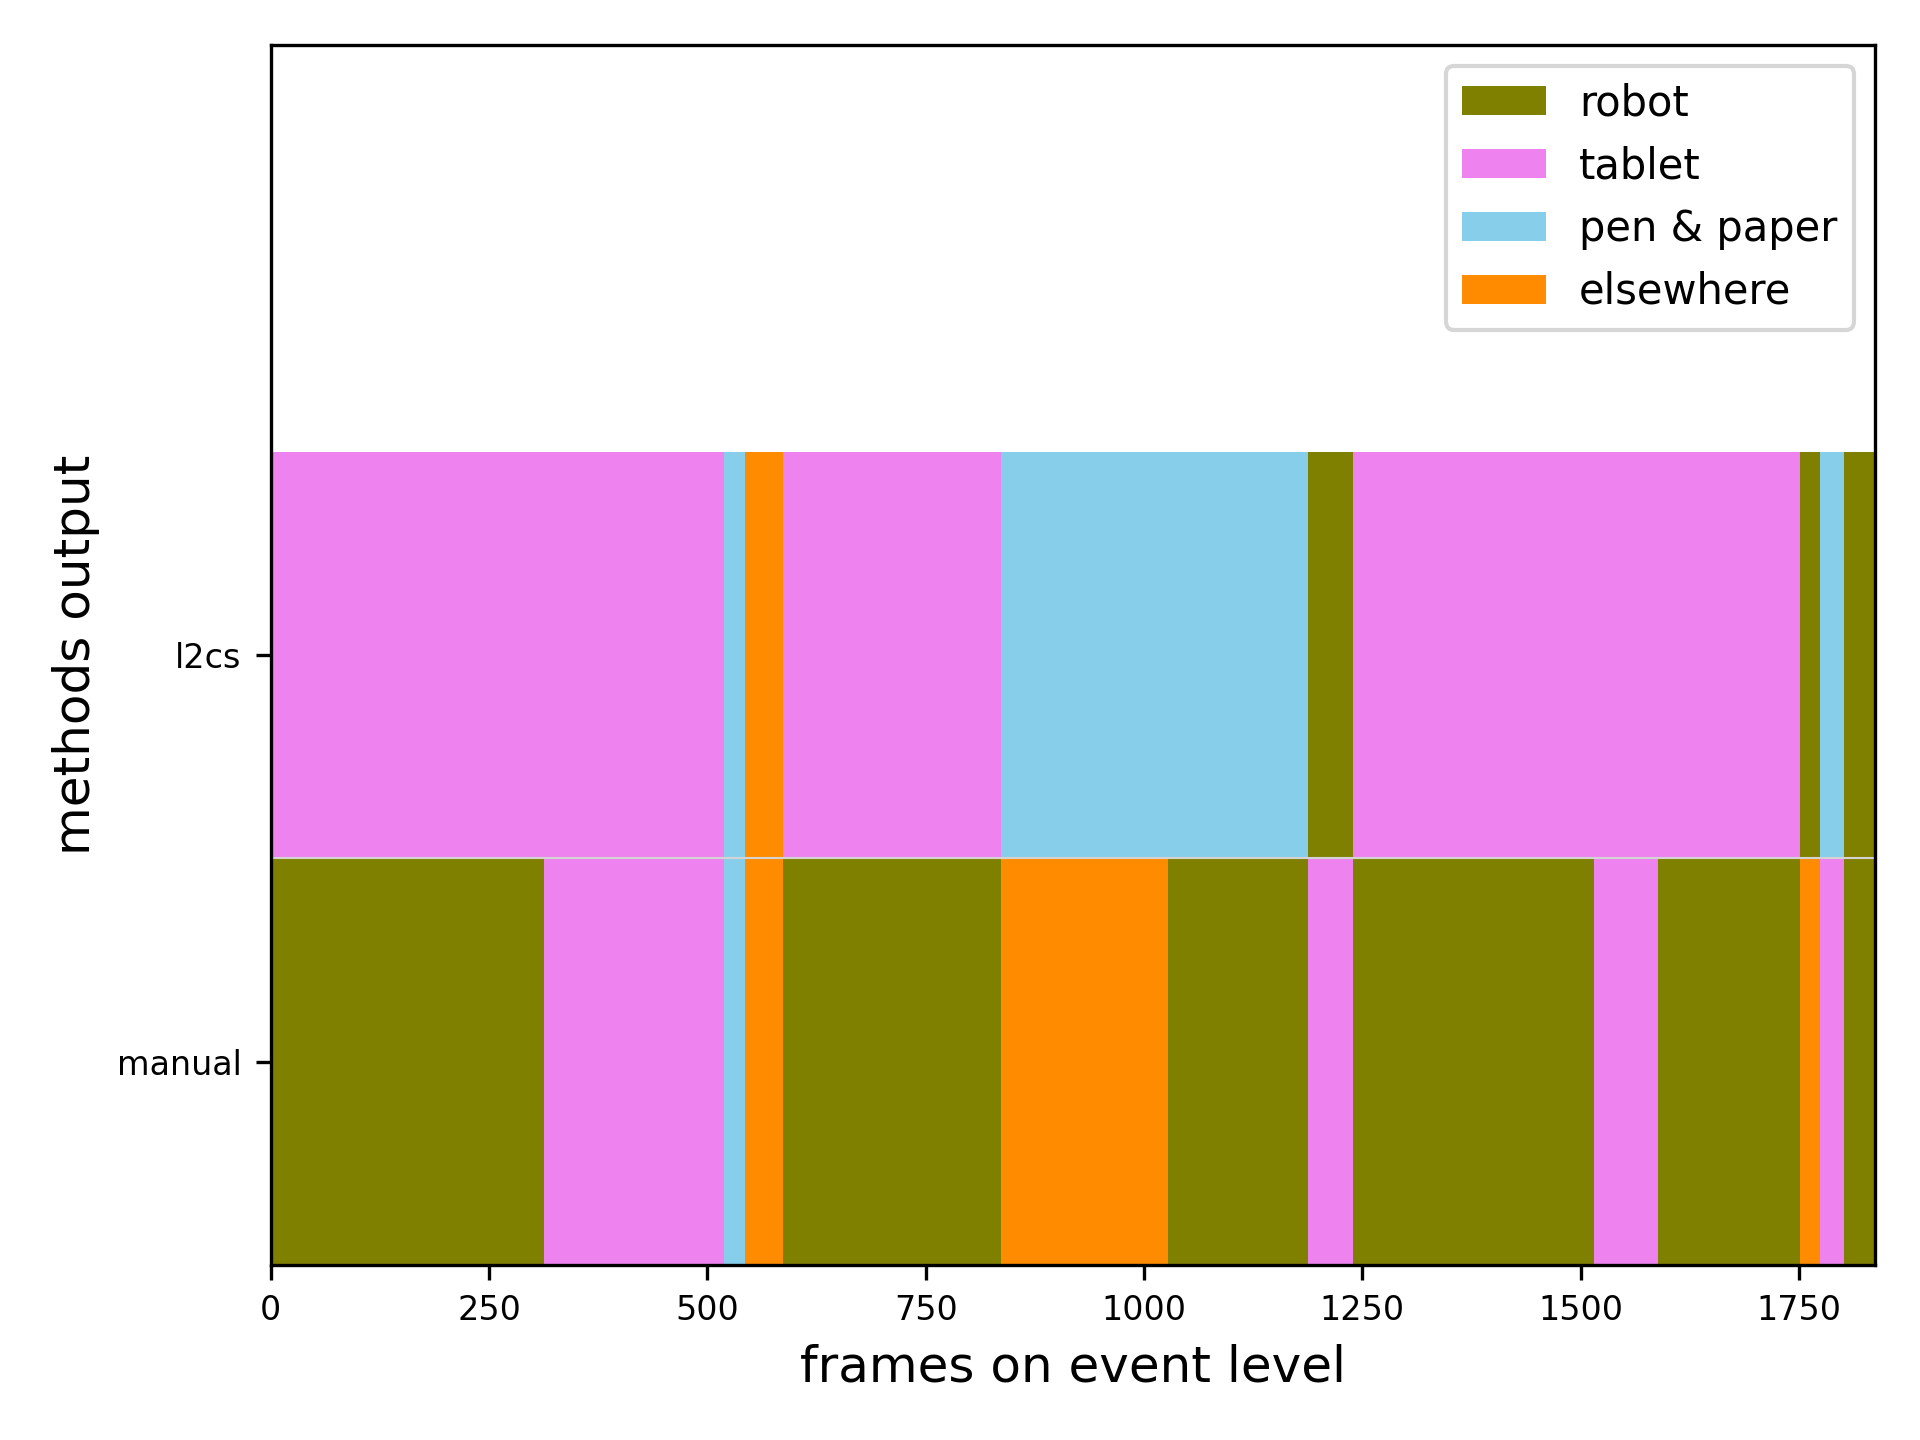 robot
tablet
pen & paper
elsewhere
methods output
l2cs
manual
0 250 500 750 1000 1250 1500 1750
frames on event level